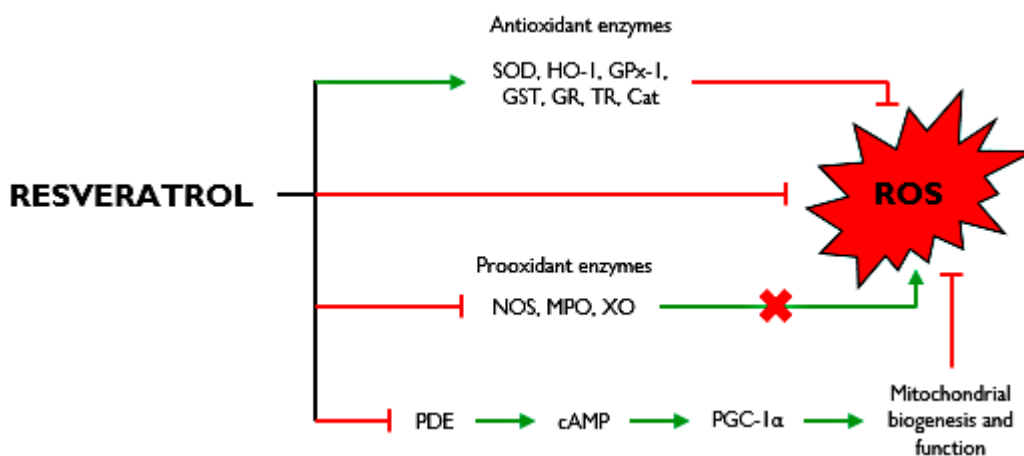 Antioxidant enzymes
SOD, HO-1, GPx-1,
GST, GR, TR, Cat
RESVERATROL
ROS
Prooxidant enzymes
NOS, MPO, XO
PDE
cAMP
PGC-1α
Mitochondrial
biogenesis and
function